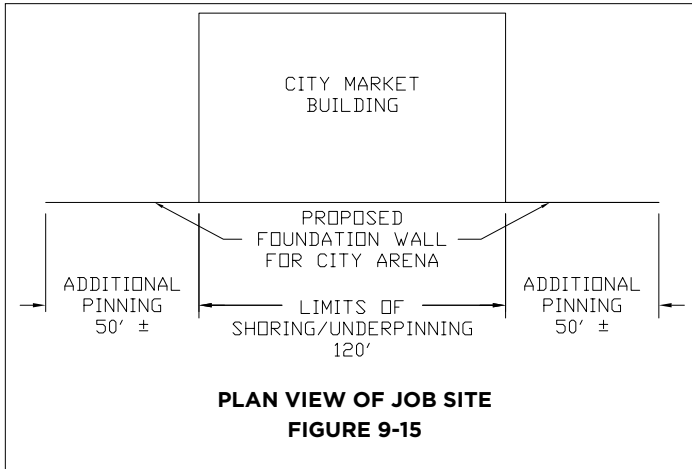 CITY MARKET
BUILDING
PROPOSED
FOUNDATION WALL
FOR CITY ARENA
ADDITIONAL
PINNING
50' ±
LIMITS OF
SHORING/UNDERPINNING
120'
ADDITIONAL
PINNING
50' ±
PLAN VIEW OF JOB SITE
FIGURE 9-15